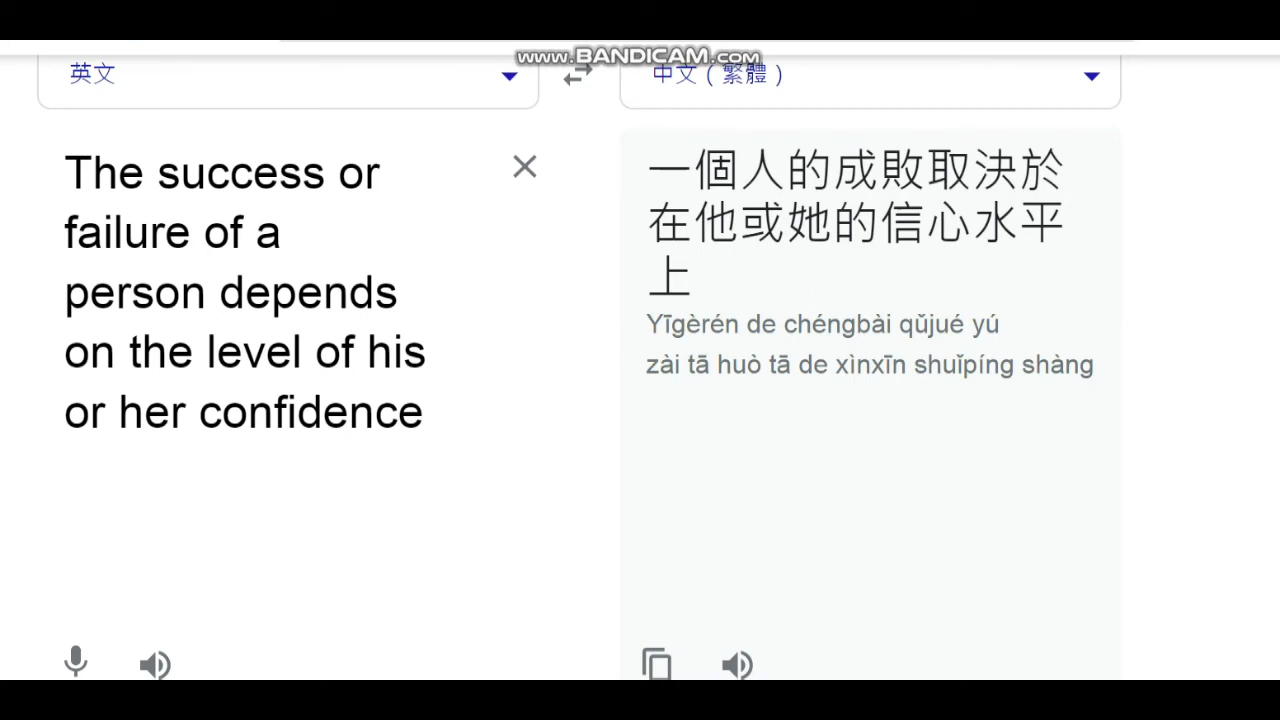 www.BANDICAM.com
英文
中文（繁體）
The success or
failure of a
person depends
on the level of his
or her confidence
一個人的成敗取決於
在他或她的信心水平
上
Yīgèrén de chéngbài qǔjué yú
zài tā huò tā de xìnxīn shuǐpíng shàng